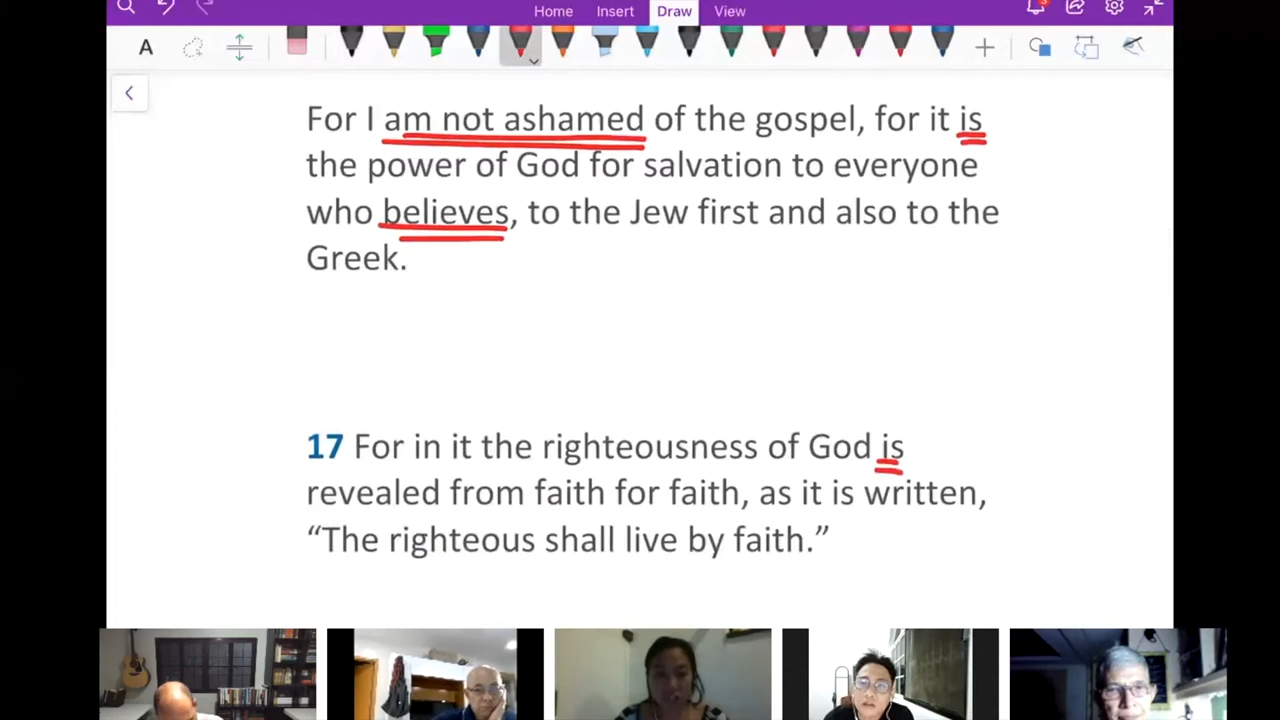 Home Insert Draw View
A
For I am not ashamed of the gospel, for it is
the power of God for salvation to everyone
who believes, to the Jew first and also to the
Greek.
17 For in it the righteousness of God is
revealed from faith for faith, as it is written,
“The righteous shall live by faith.”